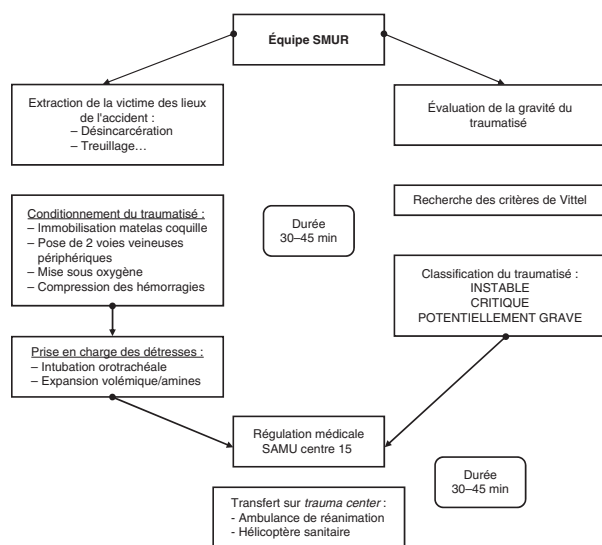 Équipe SMUR
Extraction de la victime des lieux
de l'accident :
– Désincarcération
– Treuillage...
Évaluation de la gravité du
traumatisé
Conditionnement du traumatisé :
– Immobilisation matelas coquille
– Pose de 2 voies veineuses
périphériques
– Mise sous oxygène
– Compression des hémorragies
Durée
30–45 min
Recherche des critères de Vittel
Classification du traumatisé :
INSTABLE
CRITIQUE
POTENTIELLEMENT GRAVE
Prise en charge des détresses :
– Intubation orotrachéale
– Expansion volémique/amines
Régulation médicale
SAMU centre 15
Durée
30–45 min
Transfert sur trauma center :
- Ambulance de réanimation
- Hélicoptère sanitaire